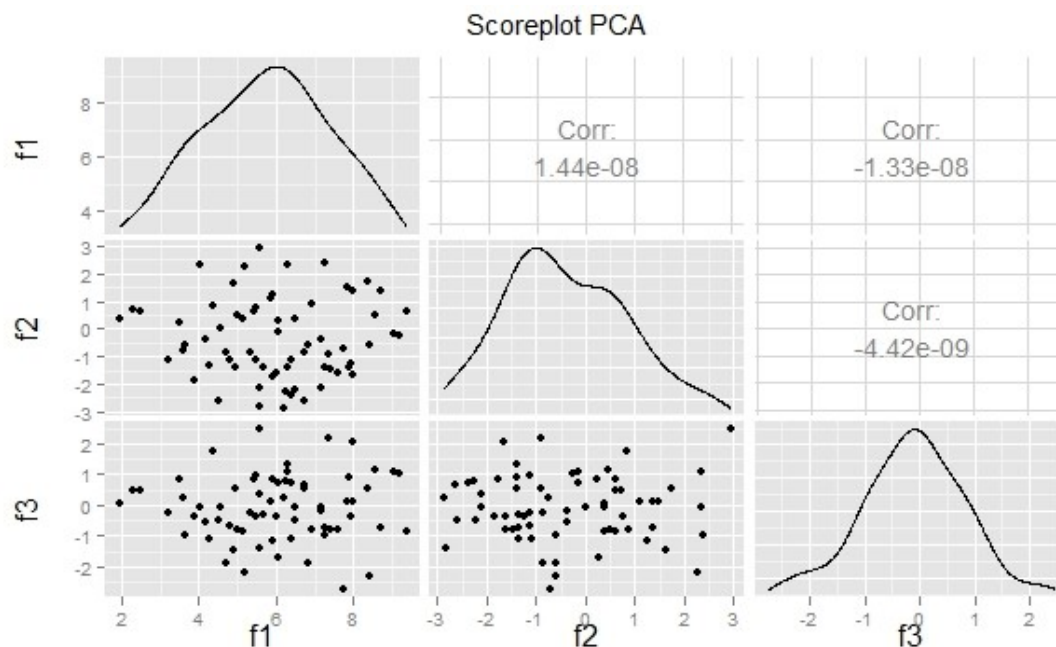 Scoreplot PCA
f1
8
6
4
Corr:
1.44e-08
Corr:
-1.33e-08
f2
3
2
1
0
-1
-2
-3
Corr:
-4.42e-09
f3
2
1
0
-1
-2
2 4 6 8
-3 -2 -1 0 1 2 3
-2 -1 0 1 2
f1 f2 f3